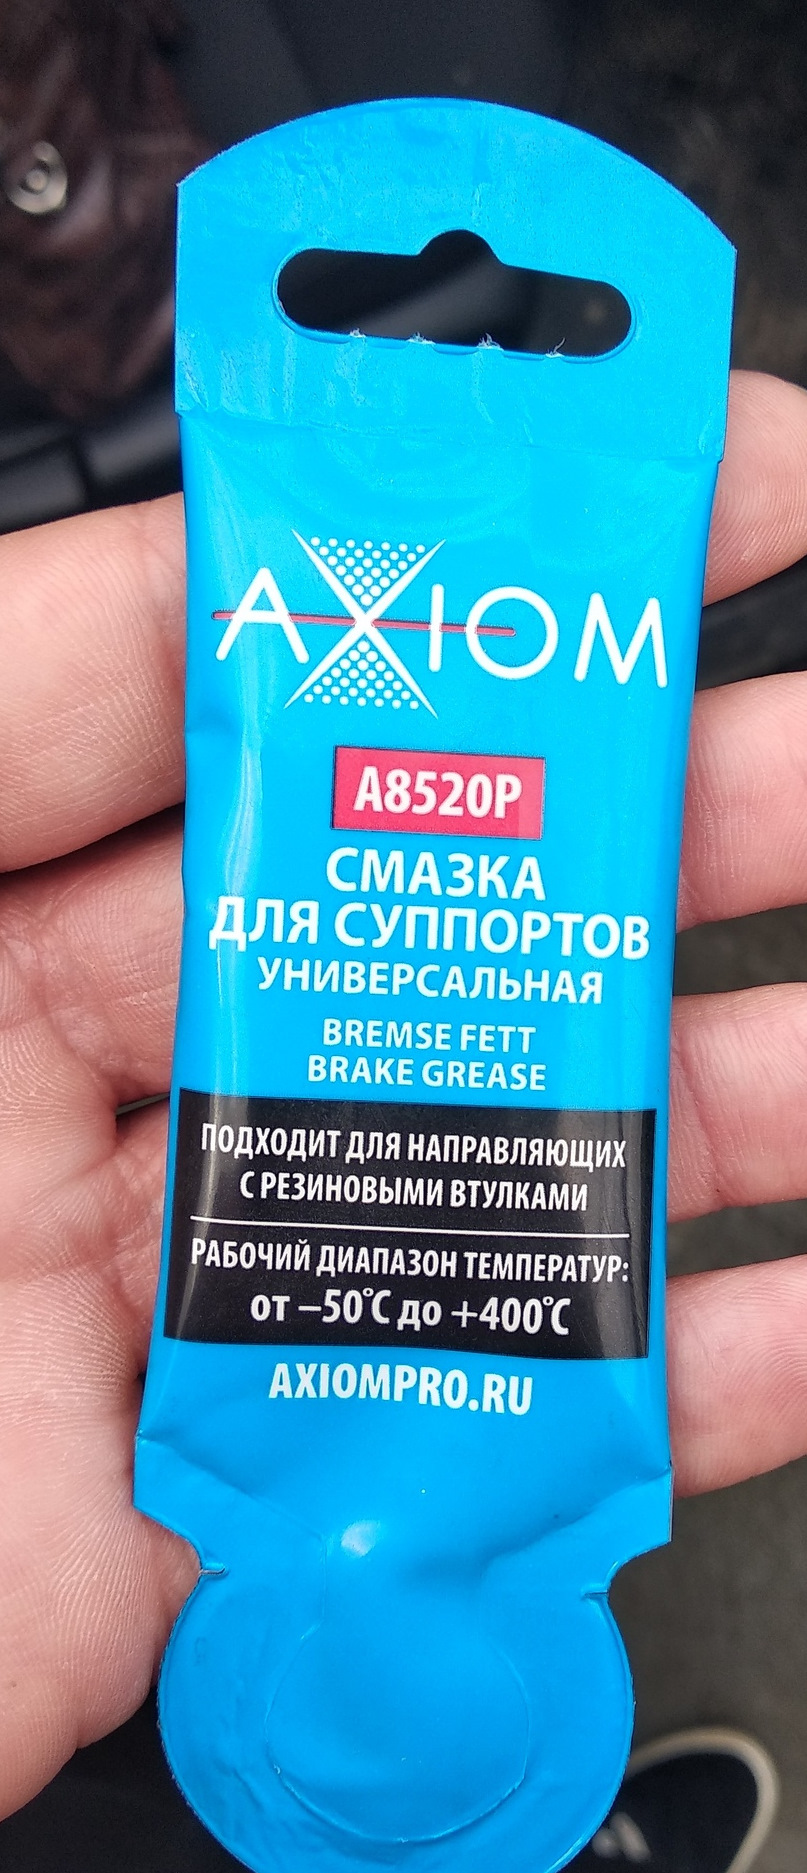 AXIOM
A8520P
СМАЗКА
ДЛЯ СУППОРТОВ
УНИВЕРСАЛЬНАЯ
BREMSE FETT
BRAKE GREASE
ПОДХОДИТ ДЛЯ НАПРАВЛЯЮЩИХ
С РЕЗИНОВЫМИ ВТУЛКАМИ
РАБОЧИЙ ДИАПАЗОН ТЕМПЕРАТУР:
от –50°C до +400°C
AXIOMPRO.RU